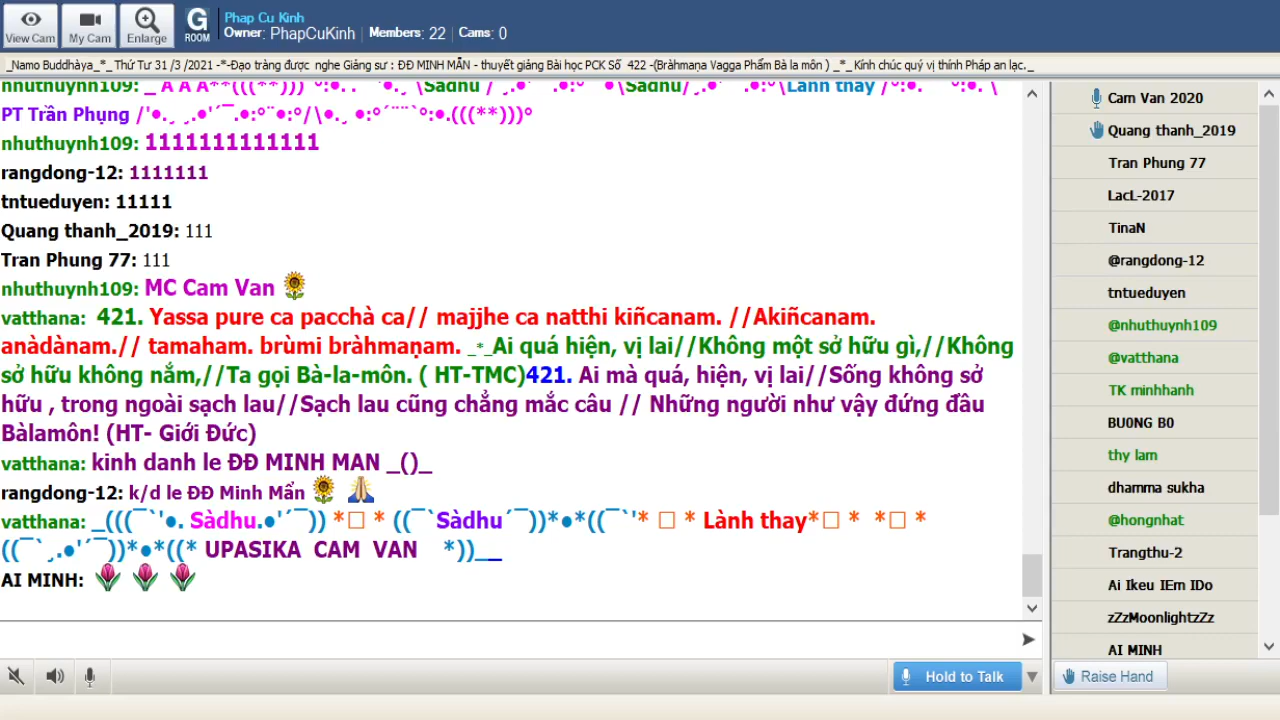 View Cam
My Cam
Enlarge
G
ROOM
Phap Cu Kinh
Owner: PhapCuKinh | Members: 22 | Cams: 0
_Namo Buddhàya_*_ Thứ Tư 31 /3 /2021 -*-Đạo tràng được nghe Giảng sư : ĐĐ MINH MẪN - thuyết giảng Bài học PCK Số 422 -(Bràhmaṇa Vagga Phẩm Bà la môn ) _*_Kính chúc quý vị thính Pháp an lạc._
nhuthuynh109: Sadhu Sadhu Lành thay
PT Trần Phụng /'●.¸ ¸.●'´¯.●:°¨●:°/\●.¸ ●:°´¨¨`°:●.(((**)))°
nhuthuynh109: 1111111111111
rangdong-12: 1111111
tntueduyen: 11111
Quang thanh_2019: 111
Tran Phung 77: 111
nhuthuynh109: MC Cam Van 🌻
vatthana: 421. Yassa pure ca pacchà ca// majjhe ca natthi kiñcanam. //Akiñcanam.
anàdànam.// tamaham. brùmi bràhmaṇam. _*_Ai quá hiện, vị lai//Không một sở hữu gì,//Không
sở hữu không nắm,//Ta gọi Bà-la-môn. ( HT-TMC)421. Ai mà quá, hiện, vị lai//Sống không sở
hữu , trong ngoài sạch lau//Sạch lau cũng chẳng mắc câu // Những người như vậy đứng đầu
Bàlamôn! (HT- Giới Đức)
vatthana: kinh danh le ĐĐ MINH MAN _()_
rangdong-12: k/d le ĐĐ Minh Mẩn 🌻 🙏
vatthana: _(((¯`'●. Sàdhu.●'´¯)) *□ * ((¯`Sàdhu´¯))*●*((¯`'* □ * Lành thay*□ * *□ *
((¯`¸.●'´¯))*●*((* UPASIKA CAM VAN *))__
AI MINH: 🌷 🌷 🌷
Hold to Talk
Cam Van 2020
Quang thanh_2019
Tran Phung 77
LacL-2017
TinaN
@rangdong-12
tntueduyen
@nhuthuynh109
@vatthana
TK minhhanh
BU0NG B0
thy lam
dhamma sukha
@hongnhat
Trangthu-2
Ai Ikeu IEm IDo
zZzMoonlightzZz
AI MINH
Raise Hand